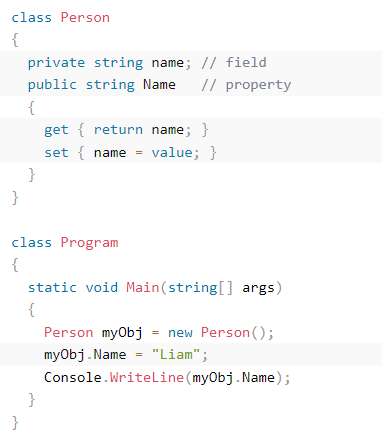 class Person
{
  private string name; // field
  public string Name   // property
  {
    get { return name; }
    set { name = value; }
  }
}

class Program
{
  static void Main(string[] args)
  {
    Person myObj = new Person();
    myObj.Name = "Liam";
    Console.WriteLine(myObj.Name);
  }
}